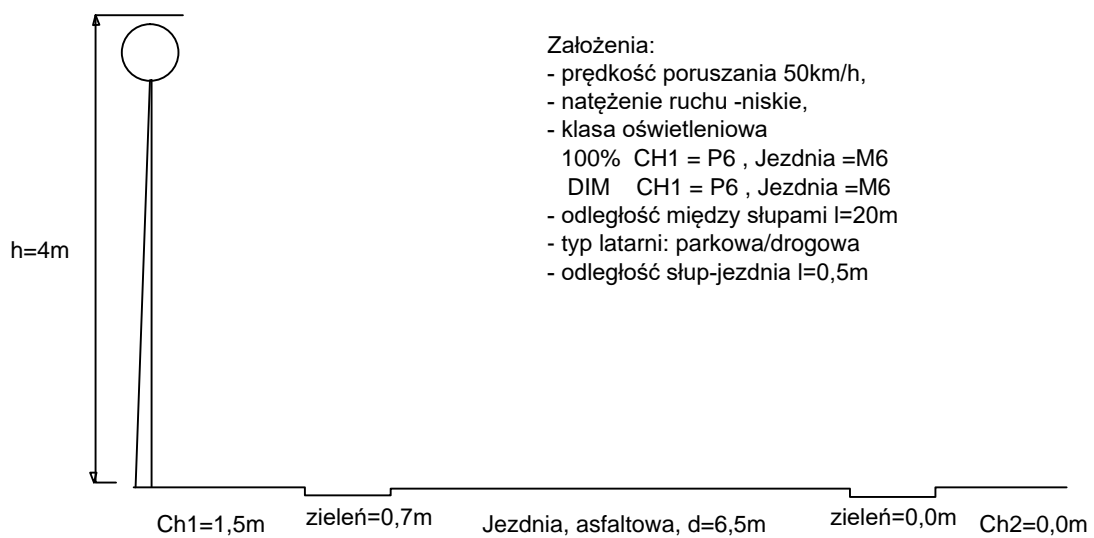 Założenia:
- prędkość poruszania 50km/h,
- natężenie ruchu -niskie,
- klasa oświetleniowa
100% CH1 = P6 , Jezdnia =M6
DIM CH1 = P6 , Jezdnia =M6
- odległość między słupami l=20m
- typ latarni: parkowa/drogowa
- odległość słup-jezdnia l=0,5m
h=4m
Ch1=1,5m
zieleń=0,7m
Jezdnia, asfaltowa, d=6,5m
zieleń=0,0m
Ch2=0,0m